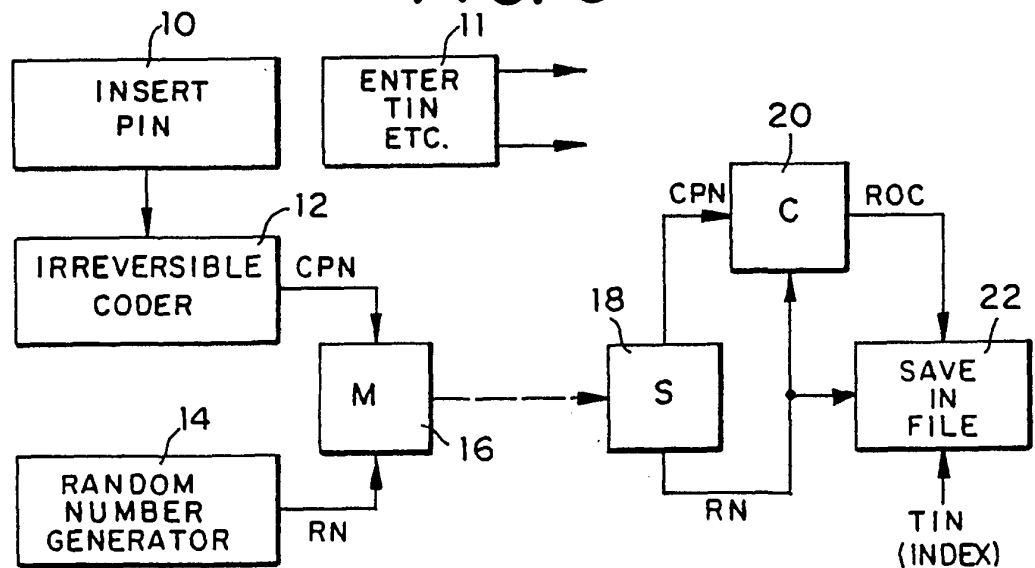 10
INSERT
PIN
11
ENTER
TIN
ETC.
12
IRREVERSIBLE
CODER
CPN
14
RANDOM
NUMBER
GENERATOR
RN
M
16
18
S
CPN
RN
20
C
ROC
22
SAVE
IN
FILE
TIN
(INDEX)